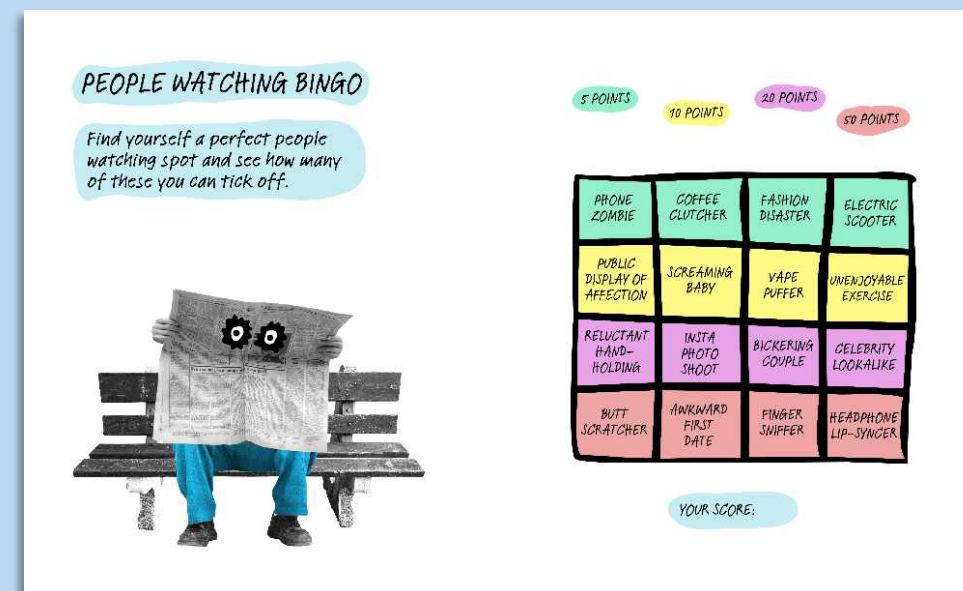 PEOPLE WATCHING BINGO
Find yourself a perfect people
watching spot and see how many
of these you can tick off.
5 POINTS
10 POINTS
20 POINTS
50 POINTS
PHONE
ZOMBIE
COFFEE
CLUTCHER
FASHION
DISASTER
ELECTRIC
SCOOTER
PUBLIC
DISPLAY OF
AFFECTION
SCREAMING
BABY
VAPE
PUFFER
UNENJOYABLE
EXERCISE
RELUCTANT
HAND-
HOLDING
INSTA
PHOTO
SHOOT
BICKERING
COUPLE
CELEBRITY
LOOKALIKE
BUTT
SCRATCHER
AWKWARD
FIRST
DATE
FINGER
SNIFFER
HEADPHONE
LIP-SYNCER
YOUR SCORE: